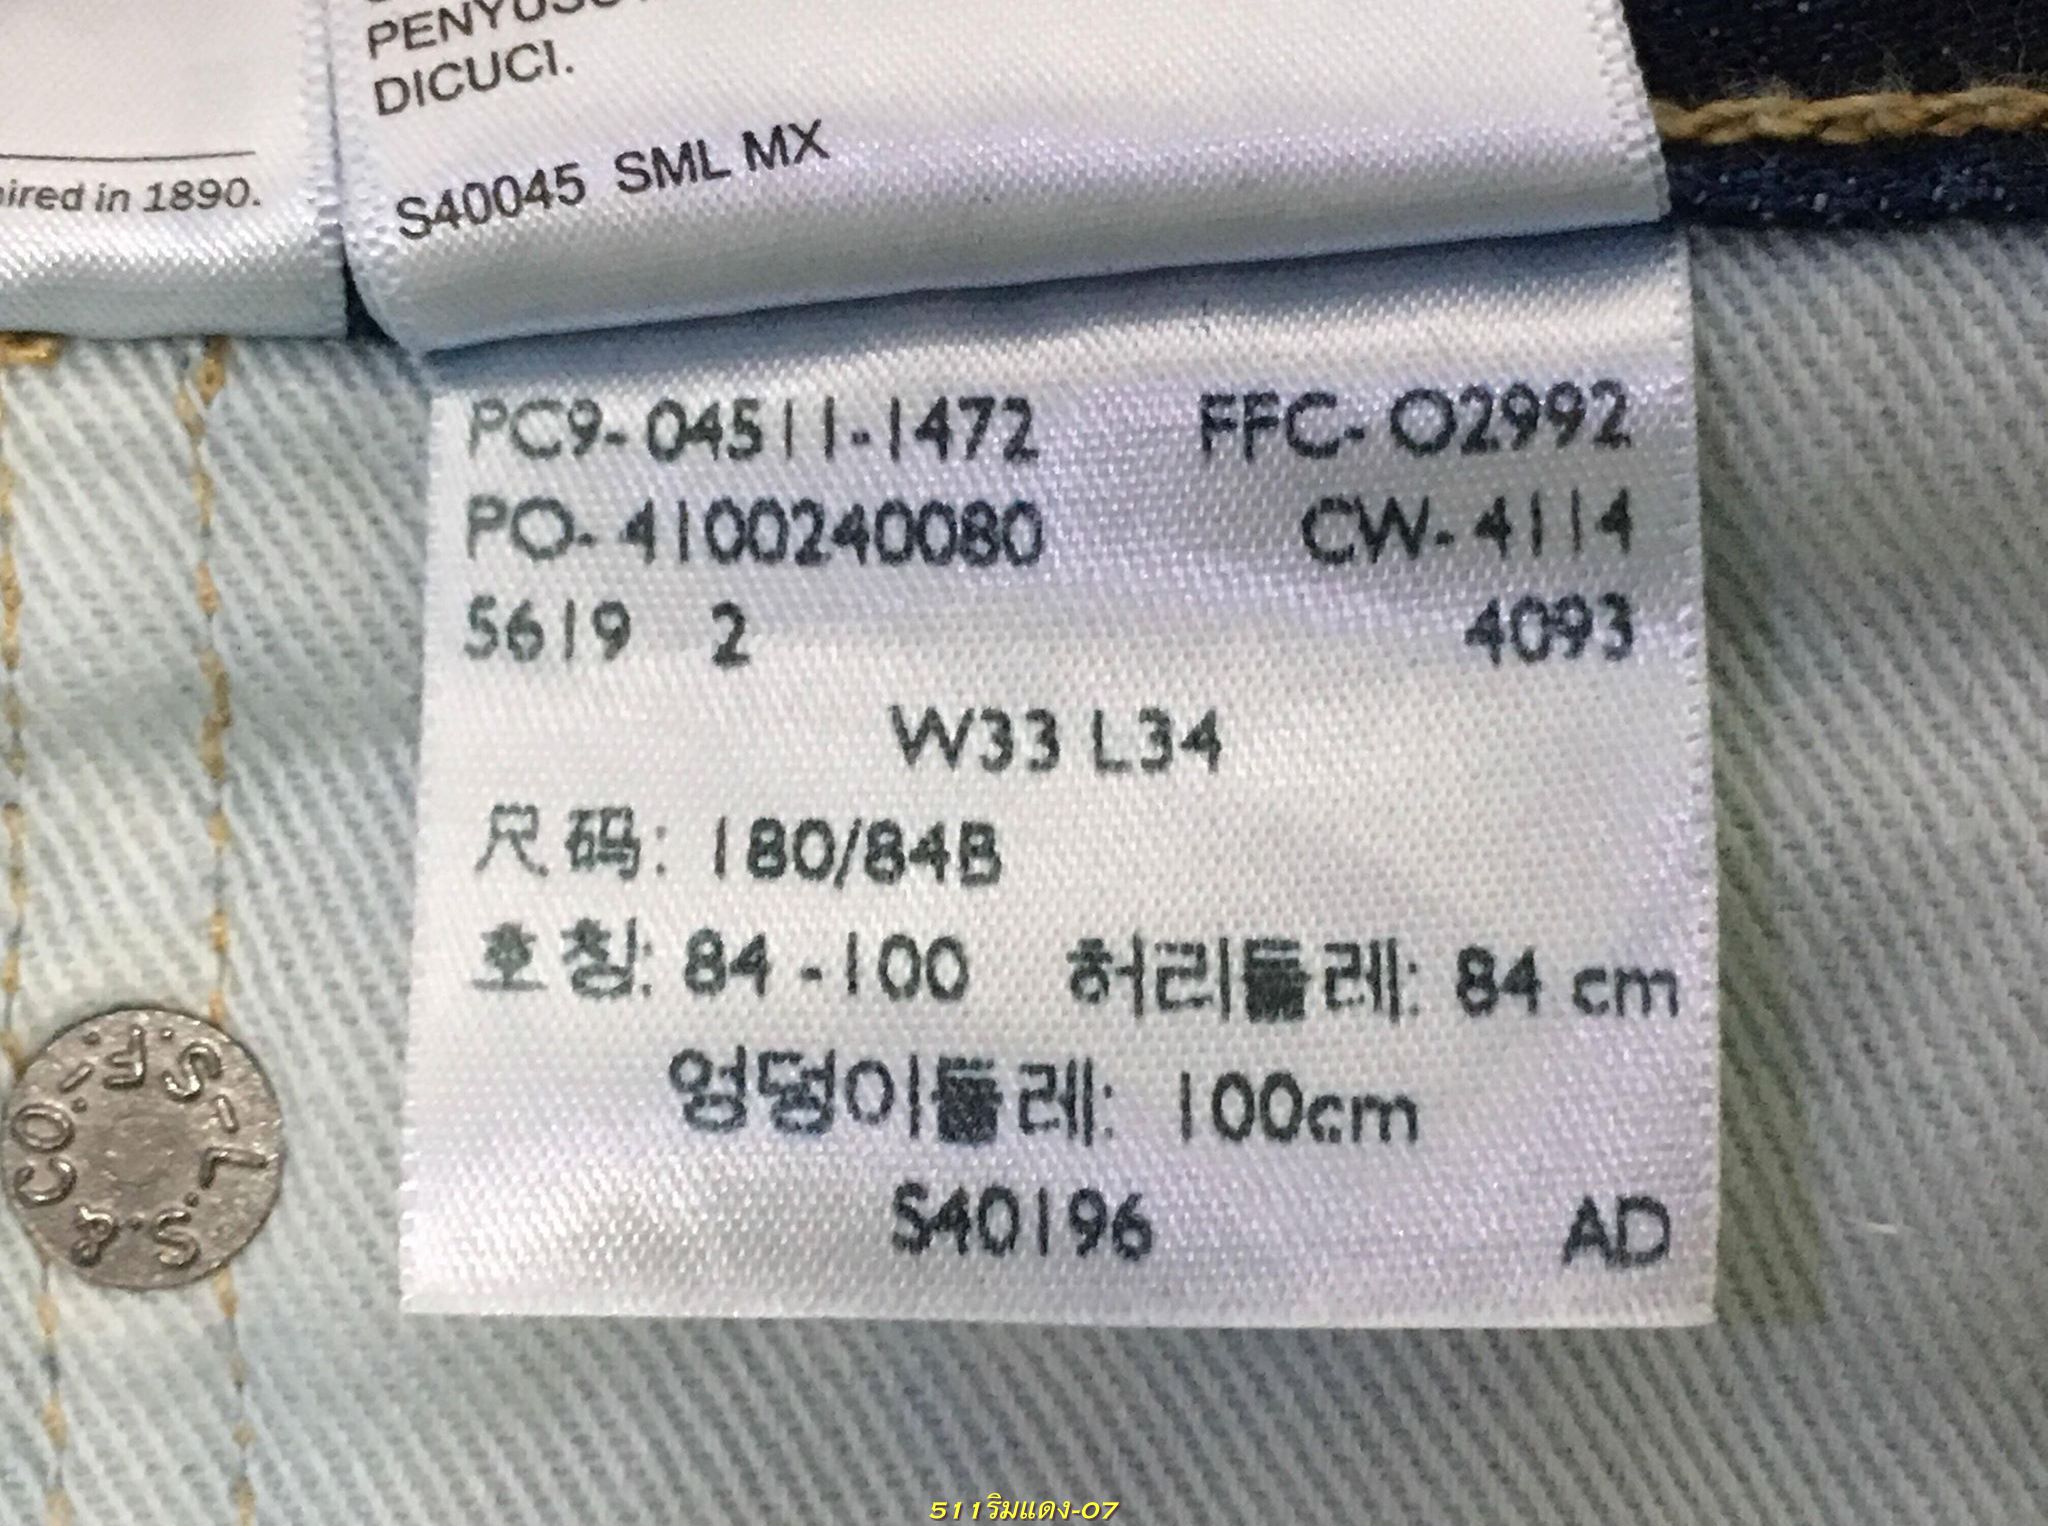 DICUCI.
S40045 SML MX
in 1890.
PC9-04511-1472 FFC-O2992
PO-4100240080 CW-4114
5619 2 4093
W33 L34
尺码: 180/84B
호칭: 84-100 허리둘레: 84 cm
엉덩이둘레: 100cm
S40196 AD
L.S.&CO.-S.F.-
511ริมแดง-07